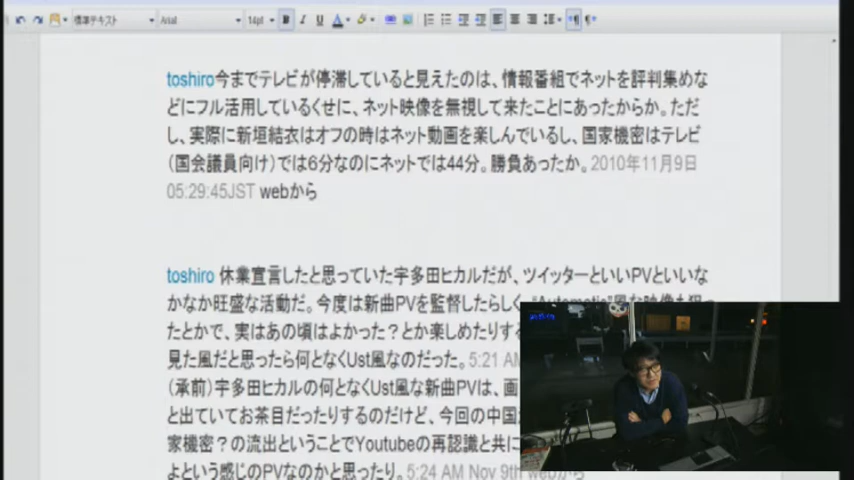 標準テキスト Arial 14pt B I U A
toshiro今までテレビが停滞していると見えたのは、情報番組でネットを評判集めな
どにフル活用しているくせに、ネット映像を無視して来たことにあったからか。ただ
し、実際に新垣結衣はオフの時はネット動画を楽しんでいるし、国家機密はテレビ
(国会議員向け)では6分なのにネットでは44分。勝負あったか。2010年11月9日
05:29:45JST webから
toshiro 休業宣言したと思っていた宇多田ヒカルだが、ツイッターといいPVといいな
かなか旺盛な活動だ。今度は新曲PVを監督したらしく、"Automatic"風な映像も狙っ
たとかで、実はあの頃はよかった?とか楽しめたりす
見た風だと思ったら何となくUst風なのだった。5:21 AM
(承前)宇多田ヒカルの何となくUst風な新曲PVは、画
と出ていてお茶目だったりするのだけど、今回の中国
家機密?の流出ということでYoutubeの再認識と共に
よという感じのPVなのかと思ったり。5:24 AM Nov 9th webから